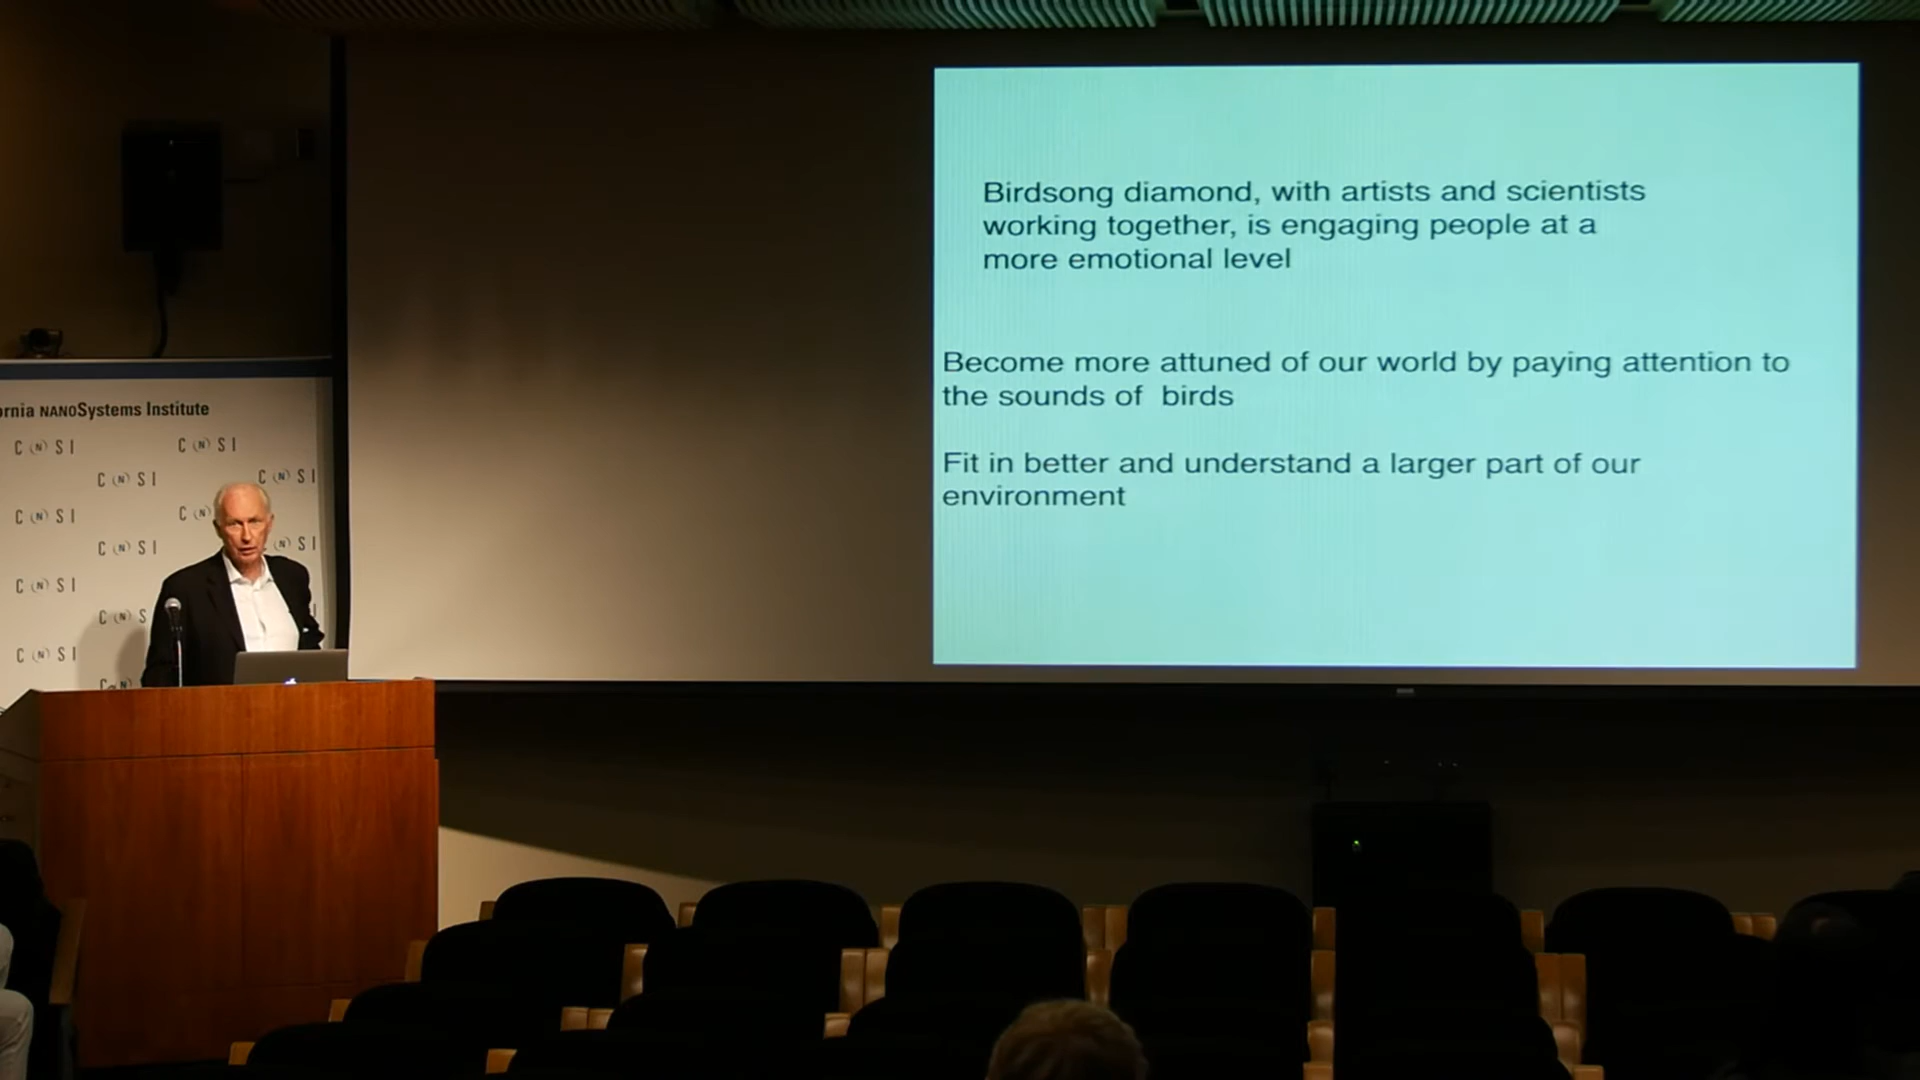 Birdsong diamond, with artists and scientists
working together, is engaging people at a
more emotional level
Become more attuned of our world by paying attention to
the sounds of birds
Fit in better and understand a larger part of our
environment
ornia NANOSystems Institute
C (N) S I C (N) S I
C (N) S I C (N) S I
C (N) S I C (N)
C (N) S I (N) S I
C (N) S I
C (N) S
C (N) S I
C (N)